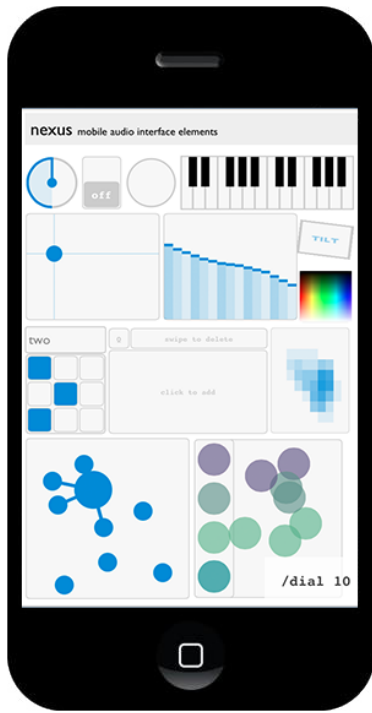 nexus mobile audio interface elements
off
TILT
two
0 swipe to delete
click to add
/dial 10